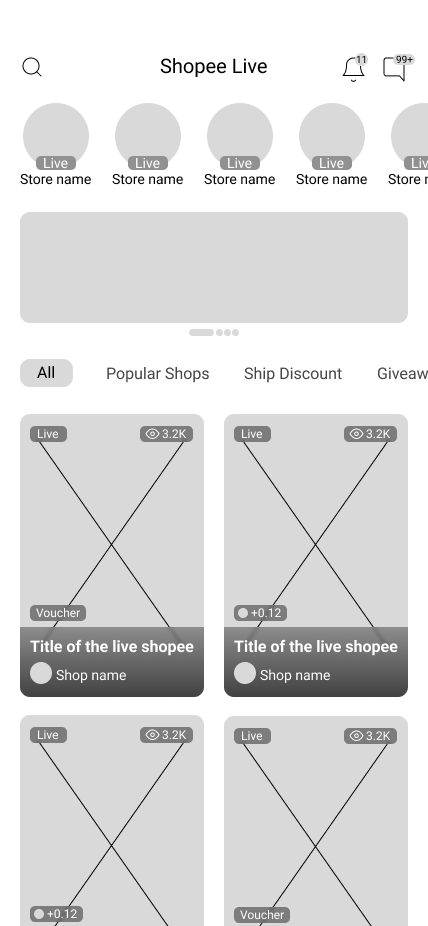 Shopee Live
11
99+
Live Live Live Live Liv
Store name Store name Store name Store name Store n
All Popular Shops Ship Discount Giveaw
Live 3.2K Live 3.2K
Voucher +0.12
Title of the live shopee Title of the live shopee
Shop name Shop name
Live 3.2K Live 3.2K
+0.12 Voucher